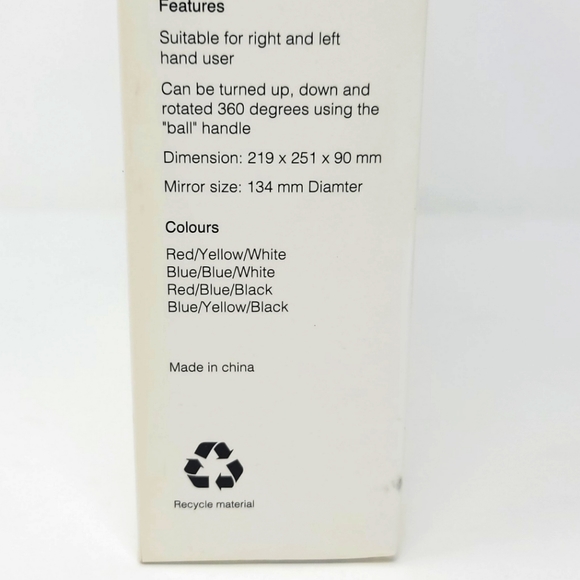 Features
Suitable for right and left
hand user
Can be turned up, down and
rotated 360 degrees using the
"ball" handle
Dimension: 219 x 251 x 90 mm
Mirror size: 134 mm Diamter
Colours
Red/Yellow/White
Blue/Blue/White
Red/Blue/Black
Blue/Yellow/Black
Made in china
Recycle material